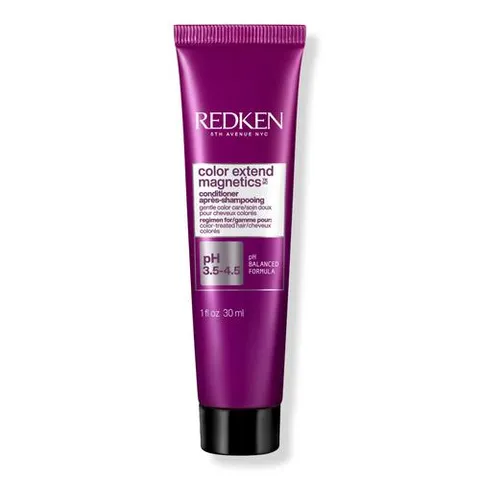 REDKEN
5TH AVENUE NYC
color extend
magnetics
conditioner
après-shampooing
gentle color care/soin doux
pour cheveux colorés
regimen for/gamme pour:
color-treated hair/cheveux
colorés
pH
3.5-4.5
pH
BALANCED
FORMULA
1 fl oz 30 ml